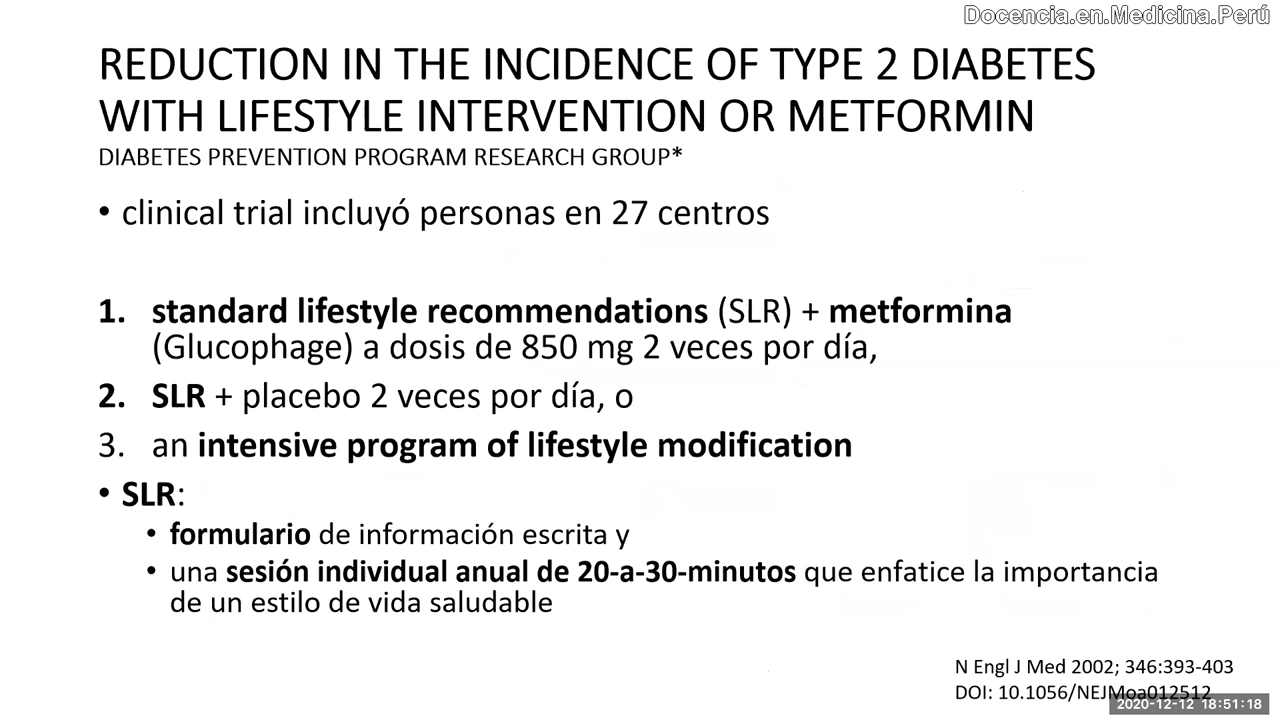 Docencia.en.Medicina.Perú
REDUCTION IN THE INCIDENCE OF TYPE 2 DIABETES
WITH LIFESTYLE INTERVENTION OR METFORMIN
DIABETES PREVENTION PROGRAM RESEARCH GROUP*
• clinical trial incluyó personas en 27 centros
1. standard lifestyle recommendations (SLR) + metformina
(Glucophage) a dosis de 850 mg 2 veces por día,
2. SLR + placebo 2 veces por día, o
3. an intensive program of lifestyle modification
• SLR:
• formulario de información escrita y
• una sesión individual anual de 20-a-30-minutos que enfatice la importancia
de un estilo de vida saludable
N Engl J Med 2002; 346:393-403
DOI: 10.1056/NEJMoa012512
2020-12-12 18:51:18